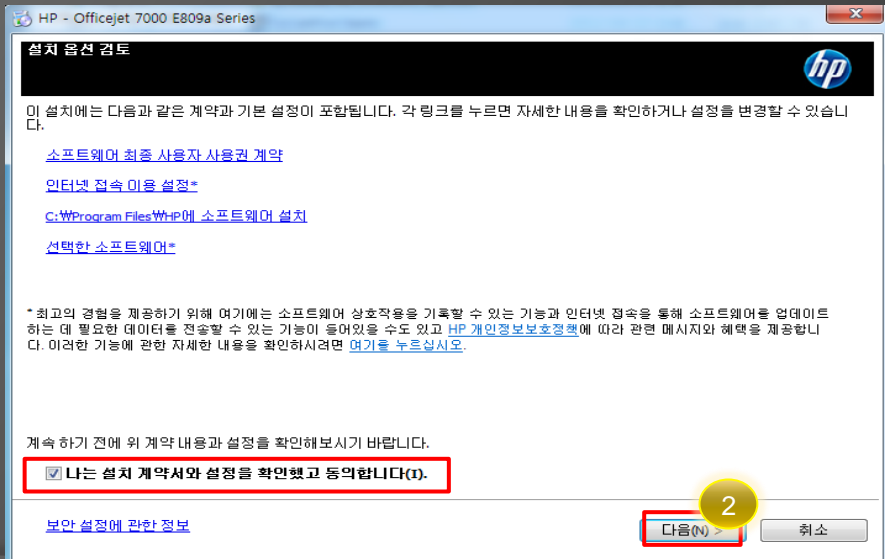 HP - Officejet 7000 E809a Series
설치 옵션 검토
hp
이 설치에는 다음과 같은 계약과 기본 설정이 포함됩니다. 각 링크를 누르면 자세한 내용을 확인하거나 설정을 변경할 수 있습니
다.
소프트웨어 최종 사용자 사용권 계약
인터넷 접속 이용 설정*
C:₩Program Files₩HP에 소프트웨어 설치
선택한 소프트웨어*
* 최고의 경험을 제공하기 위해 여기에는 소프트웨어 상호작용을 기록할 수 있는 기능과 인터넷 접속을 통해 소프트웨어를 업데이트
하는 데 필요한 데이터를 전송할 수 있는 기능이 들어있을 수도 있고 HP 개인정보보호정책에 따라 관련 메시지와 혜택을 제공합니
다. 이러한 기능에 관한 자세한 내용을 확인하시려면 여기를 누르십시오.
계속 하기 전에 위 계약 내용과 설정을 확인해보시기 바랍니다.
나는 설치 계약서와 설정을 확인했고 동의합니다(I).
2
보안 설정에 관한 정보
다음(N) >
취소